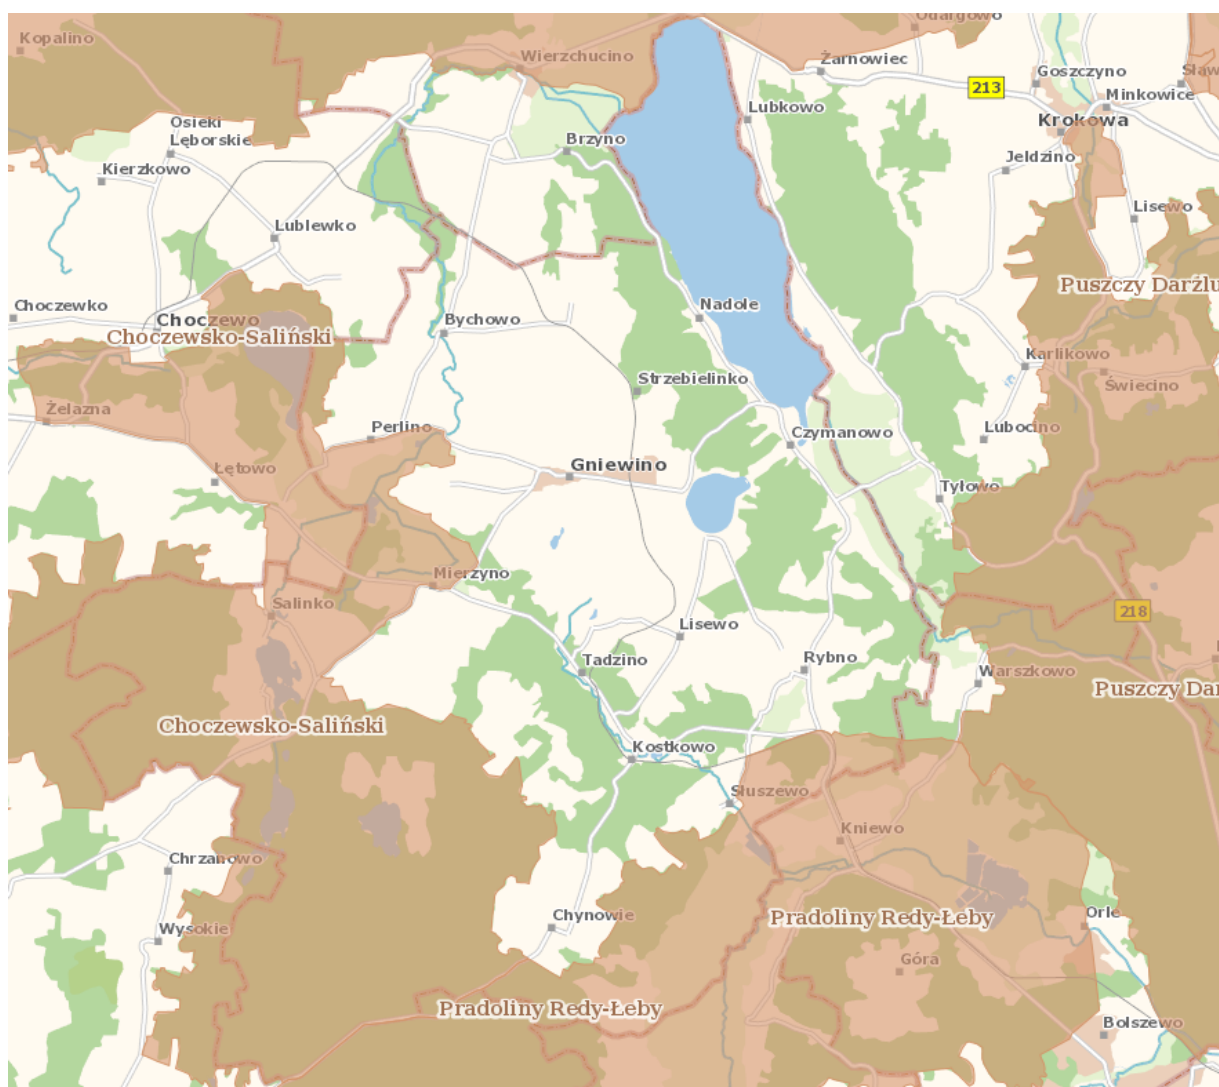 Kopalino
Odargowo
Wierzchucino
Żarnowiec
Goszczyno
213
Minkowice
Lubkowo
Osieki
Lęborskie
Krokowa
Brzyno
Jeldzino
Kierzkowo
Lisewo
Lublewko
Puszczy Darżlu
Choczewko
Choczewo
Nadole
Bychowo
Choczewsko-Saliński
Karlikowo
Strzebielinko
Świecino
Żelazna
Perlino
Lubocino
Czymanowo
Łętowo
Gniewino
Tyłowo
Mierzyno
Salinko
218
Lisewo
Tadzino
Rybno
Warszkowo
Puszczy Dar
Choczewsko-Saliński
Kostkowo
Słuszewo
Kniewo
Chrzanowo
Chynowie
Pradoliny Redy-Łeby
Orle
Wysokie
Góra
Pradoliny Redy-Łeby
Bolszewo